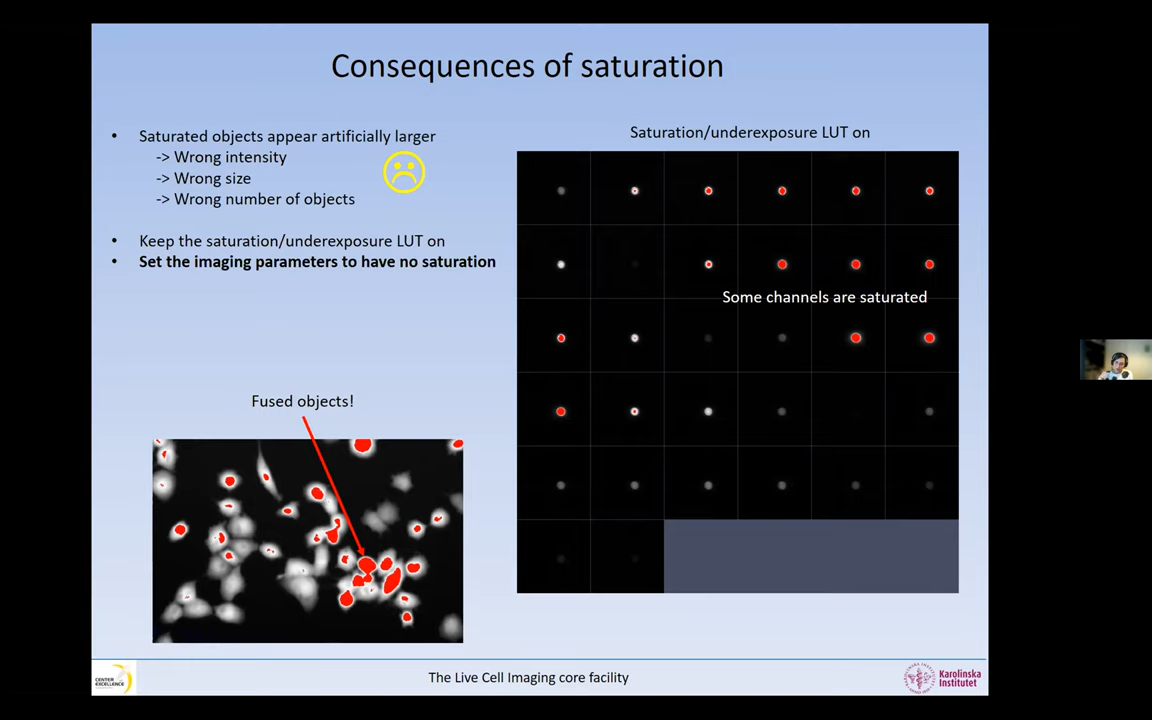 Consequences of saturation
• Saturated objects appear artificially larger
-> Wrong intensity
-> Wrong size
-> Wrong number of objects
• Keep the saturation/underexposure LUT on
• Set the imaging parameters to have no saturation
Saturation/underexposure LUT on
Some channels are saturated
Fused objects!
CENTER
EXCELLENCE
The Live Cell Imaging core facility
Karolinska
Institutet